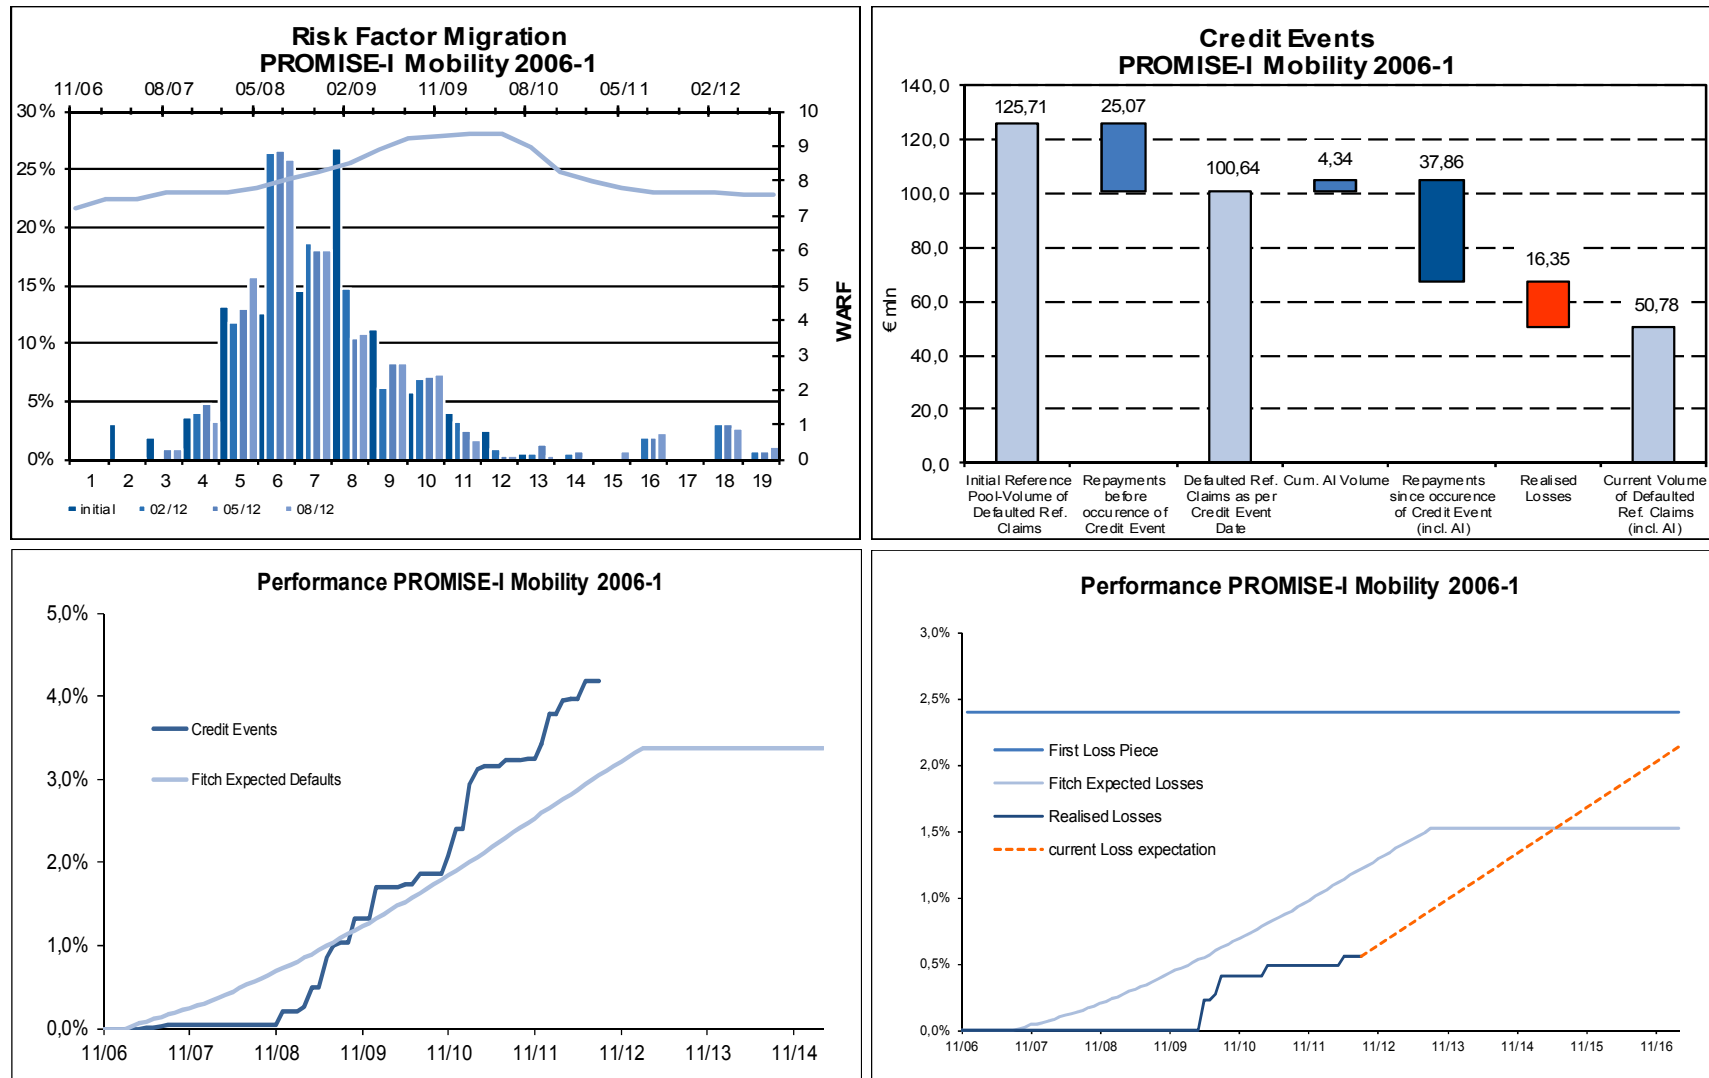 Risk Factor Migration
PROMISE-I Mobility 2006-1
11/06 08/07 05/08 02/09 11/09 08/10 05/11 02/12
30% 10
25% 9
20% 8
15% 7
10% 6
5% 5
0% 4
3
2
1
0
WARF
1 2 3 4 5 6 7 8 9 10 11 12 13 14 15 16 18 19
initial 02/12 05/12 08/12
Credit Events
PROMISE-I Mobility 2006-1
140,0
120,0
100,0
80,0
60,0
40,0
20,0
0,0
€ mln
125,71
25,07
100,64
4,34
37,86
16,35
50,78
Initial Reference
Pool-Volume of
Defaulted Ref.
Claims
Repayments
before
occurence of
Credit Event
Defaulted Ref.
Claims as per
Credit Event
Date
Cum. AI Volume
Repayments
since occurence
of Credit Event
(incl. AI)
Realised
Losses
Current Volume
of Defaulted
Ref. Claims
(incl. AI)
Performance PROMISE-I Mobility 2006-1
5,0%
4,0%
3,0%
2,0%
1,0%
0,0%
Credit Events
Fitch Expected Defaults
11/06 11/07 11/08 11/09 11/10 11/11 11/12 11/13 11/14
Performance PROMISE-I Mobility 2006-1
3,0%
2,5%
2,0%
1,5%
1,0%
0,5%
0,0%
First Loss Piece
Fitch Expected Losses
Realised Losses
current Loss expectation
11/06 11/07 11/08 11/09 11/10 11/11 11/12 11/13 11/14 11/15 11/16